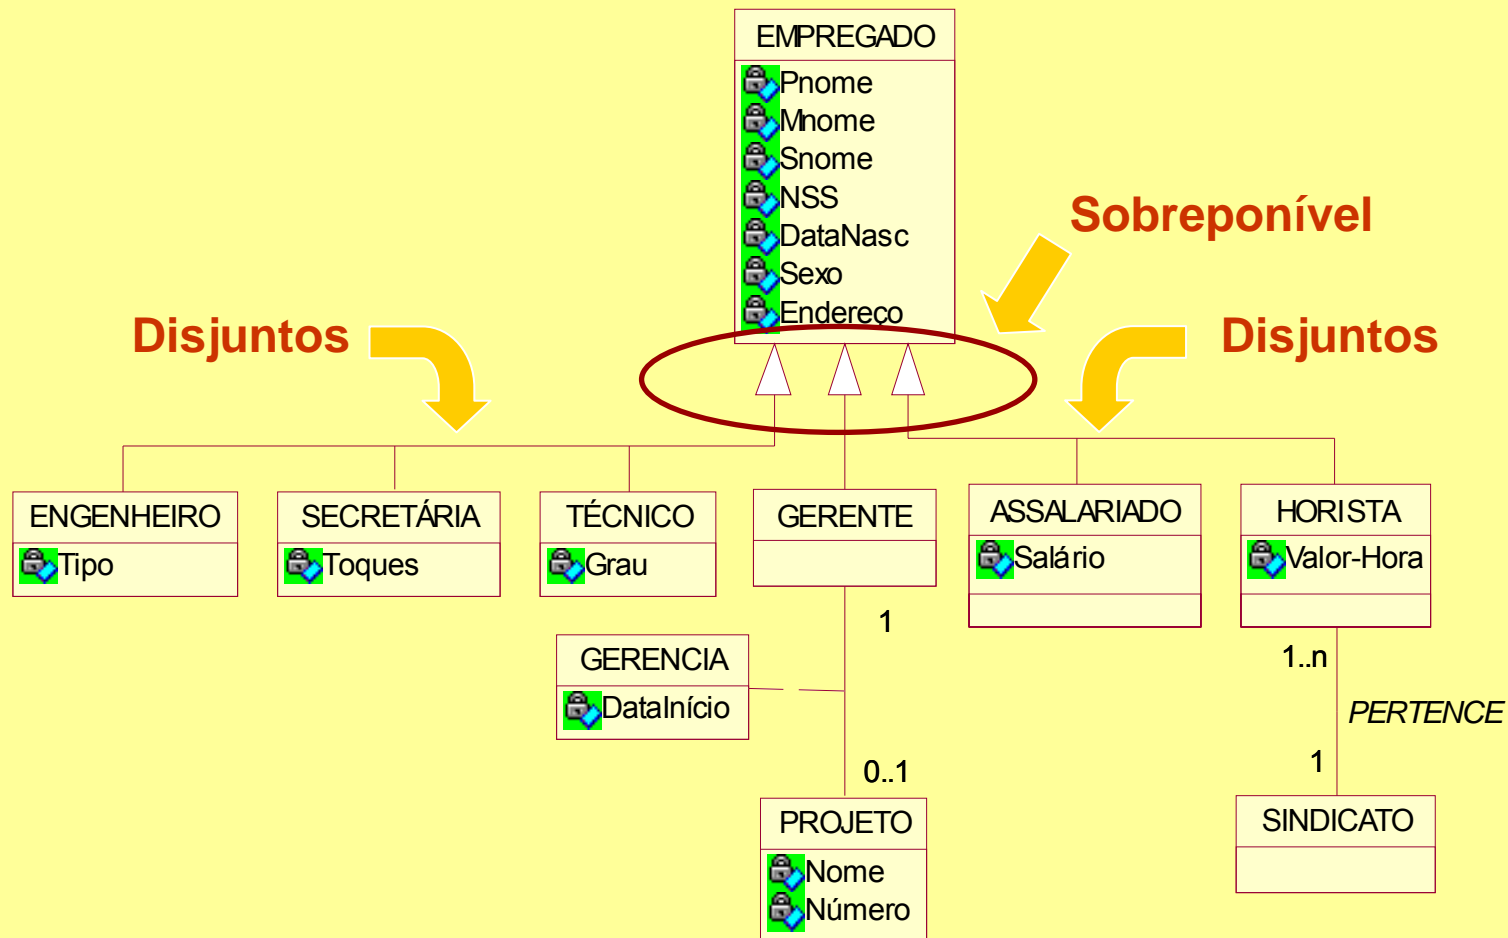 EMPREGADO
Pnome
Mnome
Snome
NSS
DataNasc
Sexo
Endereço
Sobreponível
Disjuntos
Disjuntos
ENGENHEIRO
Tipo
SECRETÁRIA
Toques
TÉCNICO
Grau
GERENTE
ASSALARIADO
Salário
HORISTA
Valor-Hora
1
1..n
GERENCIA
DataInício
PERTENCE
0..1
1
PROJETO
Nome
Número
SINDICATO